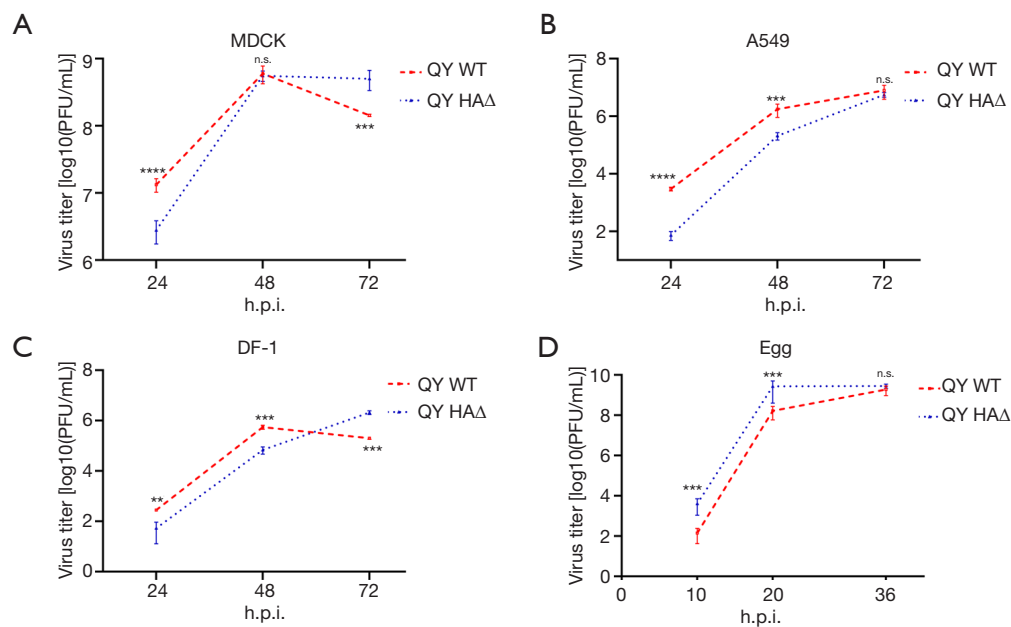 A
MDCK
Virus titer [log10(PFU/mL)]
9
8
7
6
****
n.s.
***
24
48
72
h.p.i.
QY WT
QY HAΔ
B
A549
Virus titer [log10(PFU/mL)]
8
6
4
2
****
***
n.s.
24
48
72
h.p.i.
QY WT
QY HAΔ
C
DF-1
Virus titer [log10(PFU/mL)]
8
6
4
2
0
**
***
***
24
48
72
h.p.i.
QY WT
QY HAΔ
D
Egg
Virus titer [log10(PFU/mL)]
10
8
6
4
2
0
***
***
n.s.
0
10
20
36
h.p.i.
QY WT
QY HAΔ